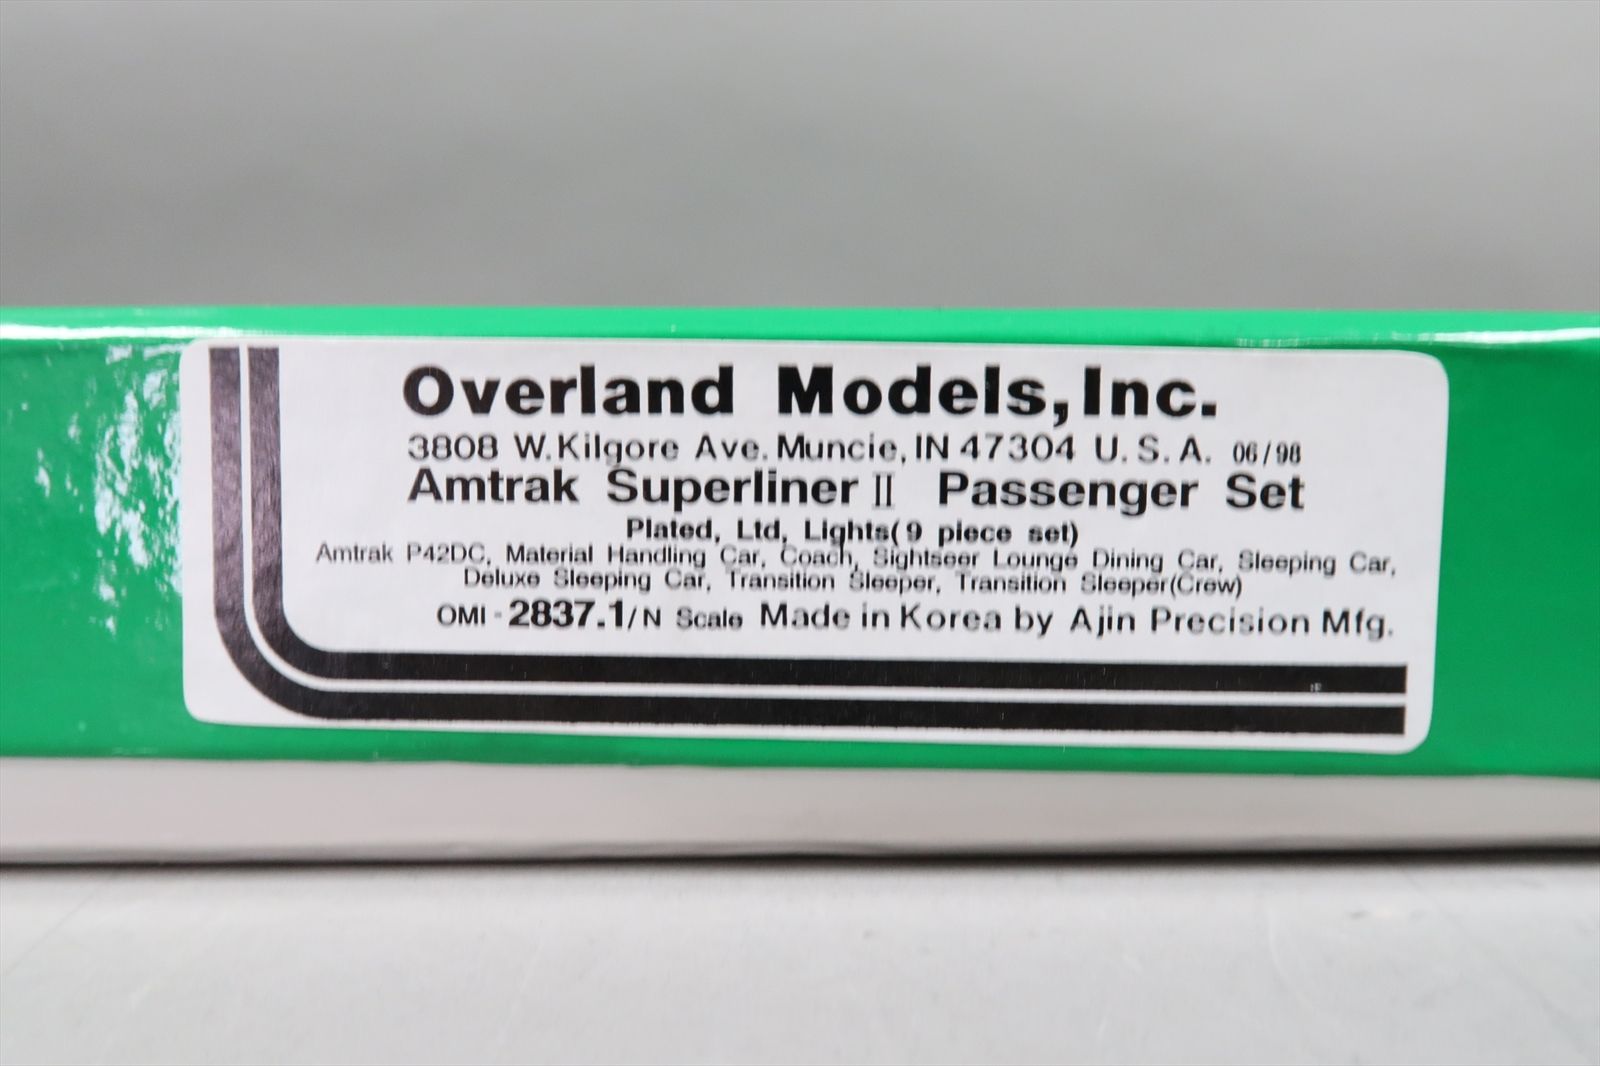 Overland Models, Inc.
3808 W. Kilgore Ave. Muncie, IN 47304 U. S. A. 06/98
Amtrak Superliner II Passenger Set
Plated, Ltd, Lights( 9 piece set)
Amtrak P42DC, Material Handling Car, Coach, Sightseer Lounge Dining Car, Sleeping Car,
Deluxe Sleeping Car, Transition Sleeper, Transition Sleeper(Crew)
OMI - 2837.1/N Scale Made in Korea by Ajin Precision Mfg.